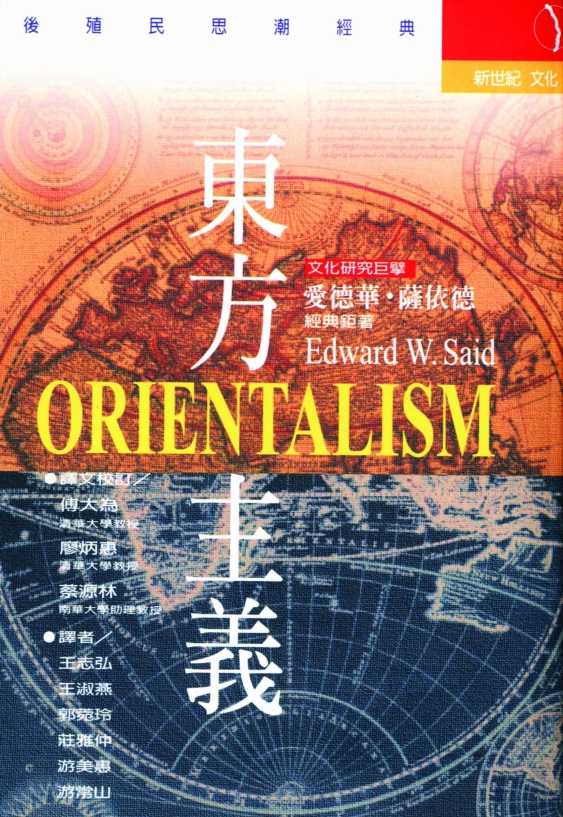 後殖民思潮經典
新世紀 文化
東方主義
文化研究巨擘
愛德華・薩依德
經典鉅著
Edward W. Said
ORIENTALISM
●譯文校訂／
傅大為
清華大學教授
廖炳惠
清華大學教授
蔡源林
南華大學助理教授
●譯者／
王志弘
王淑燕
郭菀玲
莊雅仲
游美惠
游常山